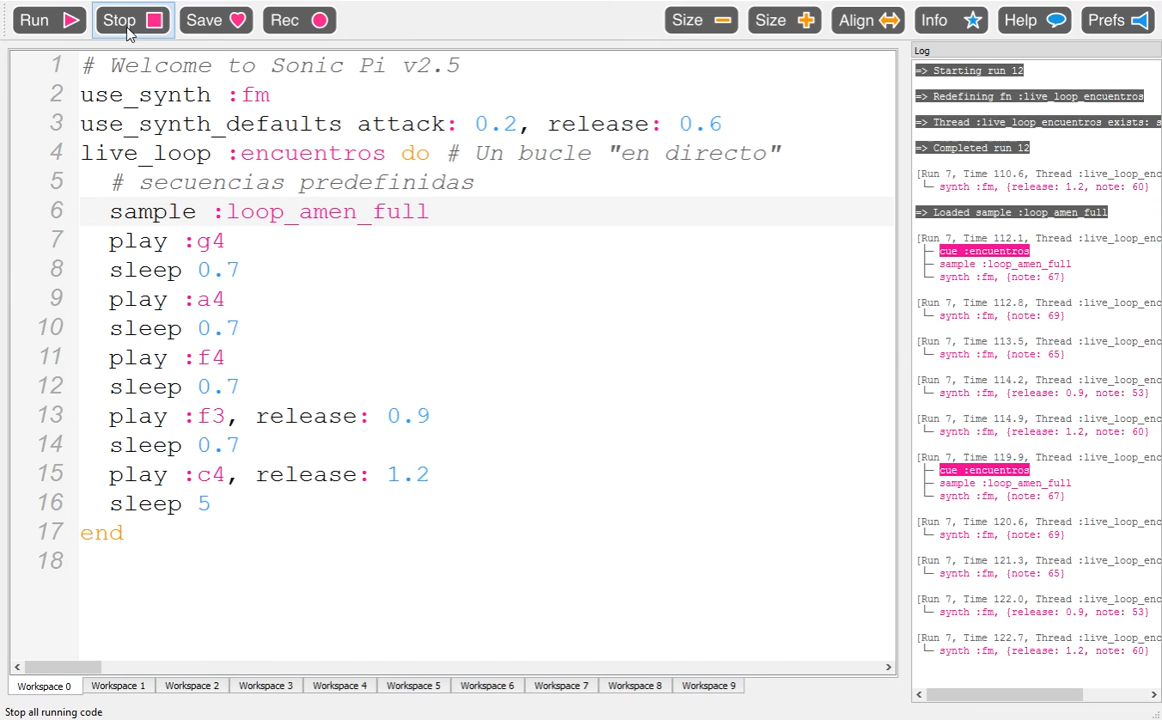 Run Stop Save Rec Size Size Align Info Help Prefs
1 # Welcome to Sonic Pi v2.5
2 use_synth :fm
3 use_synth_defaults attack: 0.2, release: 0.6
4 live_loop :encuentros do # Un bucle "en directo"
5 # secuencias predefinidas
6 sample :loop_amen_full
7 play :g4
8 sleep 0.7
9 play :a4
10 sleep 0.7
11 play :f4
12 sleep 0.7
13 play :f3, release: 0.9
14 sleep 0.7
15 play :c4, release: 1.2
16 sleep 5
17 end
18
Log
=> Starting run 12
=> Redefining fn :live_loop_encuentros
=> Thread :live_loop_encuentros exists: s
=> Completed run 12
[Run 7, Time 110.6, Thread :live_loop_enc
└─ synth :fm, {release: 1.2, note: 60}
=> Loaded sample :loop_amen_full
[Run 7, Time 112.1, Thread :live_loop_enc
├─ cue :encuentros
├─ sample :loop_amen_full
└─ synth :fm, {note: 67}
[Run 7, Time 112.8, Thread :live_loop_enc
└─ synth :fm, {note: 69}
[Run 7, Time 113.5, Thread :live_loop_enc
└─ synth :fm, {note: 65}
[Run 7, Time 114.2, Thread :live_loop_enc
└─ synth :fm, {release: 0.9, note: 53}
[Run 7, Time 114.9, Thread :live_loop_enc
└─ synth :fm, {release: 1.2, note: 60}
[Run 7, Time 119.9, Thread :live_loop_enc
├─ cue :encuentros
├─ sample :loop_amen_full
└─ synth :fm, {note: 67}
[Run 7, Time 120.6, Thread :live_loop_enc
└─ synth :fm, {note: 69}
[Run 7, Time 121.3, Thread :live_loop_enc
└─ synth :fm, {note: 65}
[Run 7, Time 122.0, Thread :live_loop_enc
└─ synth :fm, {release: 0.9, note: 53}
[Run 7, Time 122.7, Thread :live_loop_enc
└─ synth :fm, {release: 1.2, note: 60}
Workspace 0 Workspace 1 Workspace 2 Workspace 3 Workspace 4 Workspace 5 Workspace 6 Workspace 7 Workspace 8 Workspace 9
Stop all running code